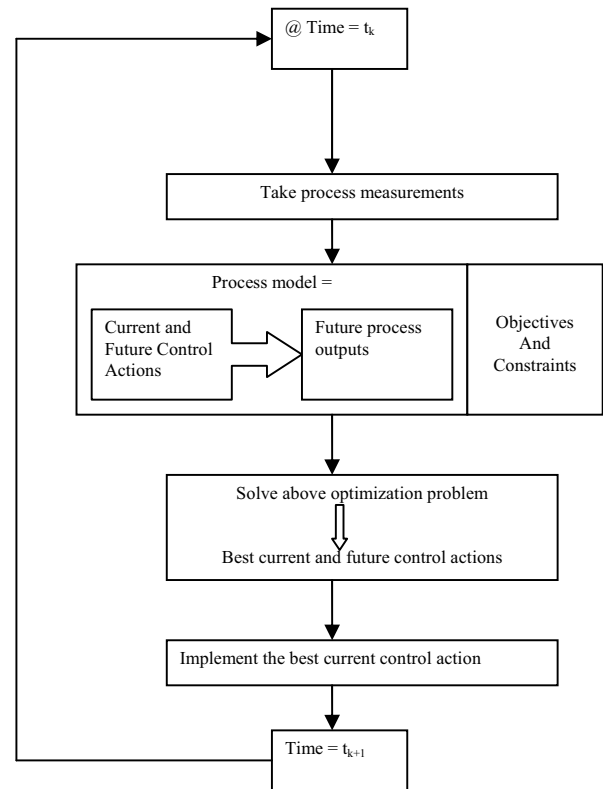 @ Time = tₖ
Take process measurements
Process model =
Current and
Future Control
Actions
Future process
outputs
Objectives
And
Constraints
Solve above optimization problem
Best current and future control actions
Implement the best current control action
Time = tₖ₊₁